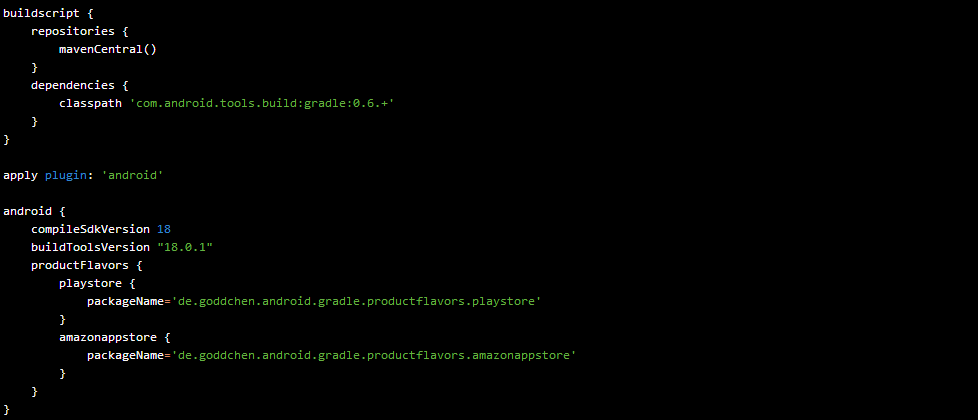 buildscript {
    repositories {
        mavenCentral()
    }
    dependencies {
        classpath 'com.android.tools.build:gradle:0.6.+'
    }
}

apply plugin: 'android'

android {
    compileSdkVersion 18
    buildToolsVersion "18.0.1"
    productFlavors {
        playstore {
            packageName='de.goddchen.android.gradle.productflavors.playstore'
        }
        amazonappstore {
            packageName='de.goddchen.android.gradle.productflavors.amazonappstore'
        }
    }
}